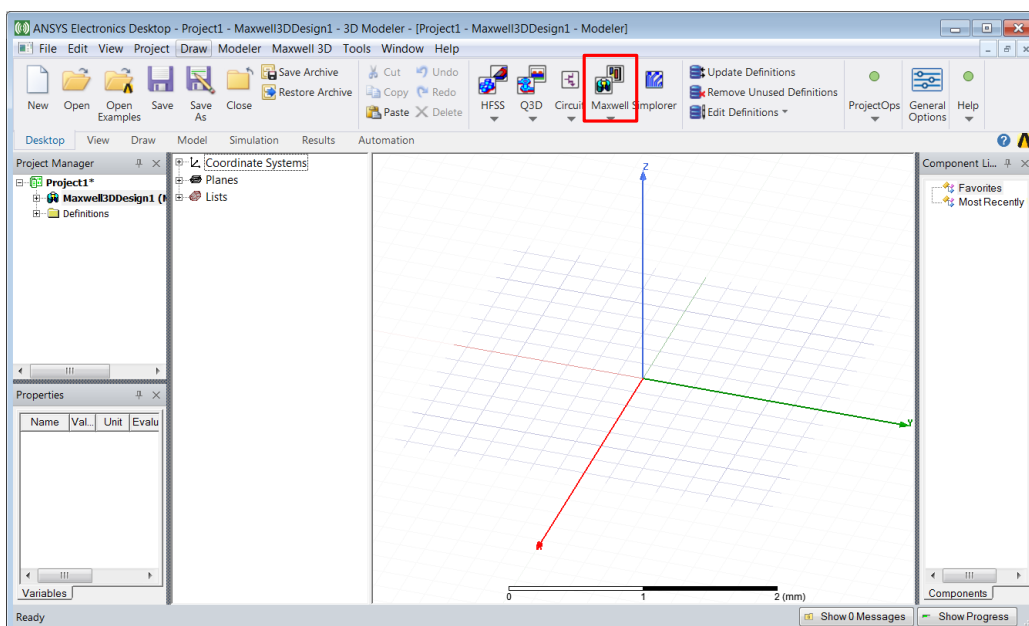 ANSYS Electronics Desktop - Project1 - Maxwell3DDesign1 - 3D Modeler - [Project1 - Maxwell3DDesign1 - Modeler]
File Edit View Project Draw Modeler Maxwell 3D Tools Window Help
New Open Open Examples Save Save As Close
Save Archive
Restore Archive
Cut Undo
Copy Redo
Paste Delete
HFSS Q3D Circuit Maxwell Simplorer
Update Definitions
Remove Unused Definitions
Edit Definitions
ProjectOps General Options Help
Desktop View Draw Model Simulation Results Automation
Project Manager
Project1*
Maxwell3DDesign1 (
Definitions
Coordinate Systems
Planes
Lists
Z
Y
Component Li...
Favorites
Most Recently
Properties
Name Val... Unit Evalu
Variables
0 1 2 (mm)
Components
Ready
Show 0 Messages
Show Progress